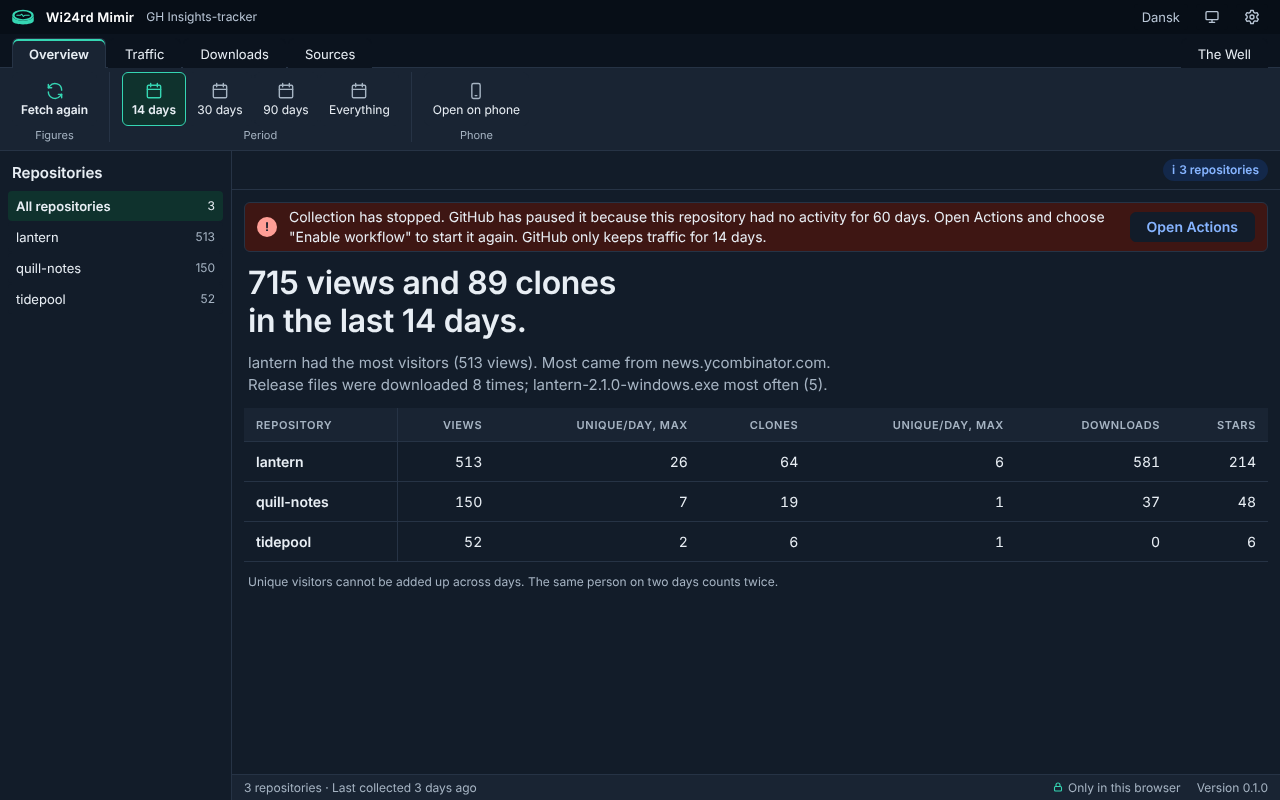 Wi24rd Mimir GH Insights-tracker Dansk
Overview Traffic Downloads Sources The Well
Fetch again 14 days 30 days 90 days Everything Open on phone
Figures Period Phone
Repositories
i 3 repositories
All repositories 3
lantern 513
quill-notes 150
tidepool 52
! Collection has stopped. GitHub has paused it because this repository had no activity for 60 days. Open Actions and choose
"Enable workflow" to start it again. GitHub only keeps traffic for 14 days.
Open Actions
715 views and 89 clones
in the last 14 days.
lantern had the most visitors (513 views). Most came from news.ycombinator.com.
Release files were downloaded 8 times; lantern-2.1.0-windows.exe most often (5).
REPOSITORY VIEWS UNIQUE/DAY, MAX CLONES UNIQUE/DAY, MAX DOWNLOADS STARS
lantern 513 26 64 6 581 214
quill-notes 150 7 19 1 37 48
tidepool 52 2 6 1 0 6
Unique visitors cannot be added up across days. The same person on two days counts twice.
3 repositories · Last collected 3 days ago Only in this browser Version 0.1.0